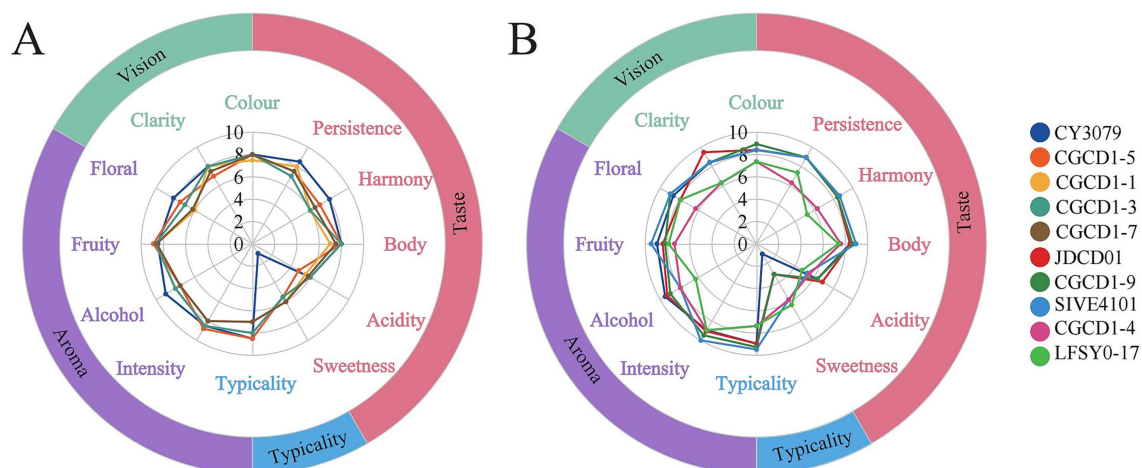 A
Vision
Taste
Typicality
Aroma
Colour
Persistence
Harmony
Body
Acidity
Sweetness
Typicality
Intensity
Alcohol
Fruity
Floral
Clarity
10
8
6
4
2
0
B
Vision
Taste
Typicality
Aroma
Colour
Persistence
Harmony
Body
Acidity
Sweetness
Typicality
Intensity
Alcohol
Fruity
Floral
Clarity
10
8
6
4
2
0
CY3079
CGCD1-5
CGCD1-1
CGCD1-3
CGCD1-7
JDCD01
CGCD1-9
SIVE4101
CGCD1-4
LFSY0-17